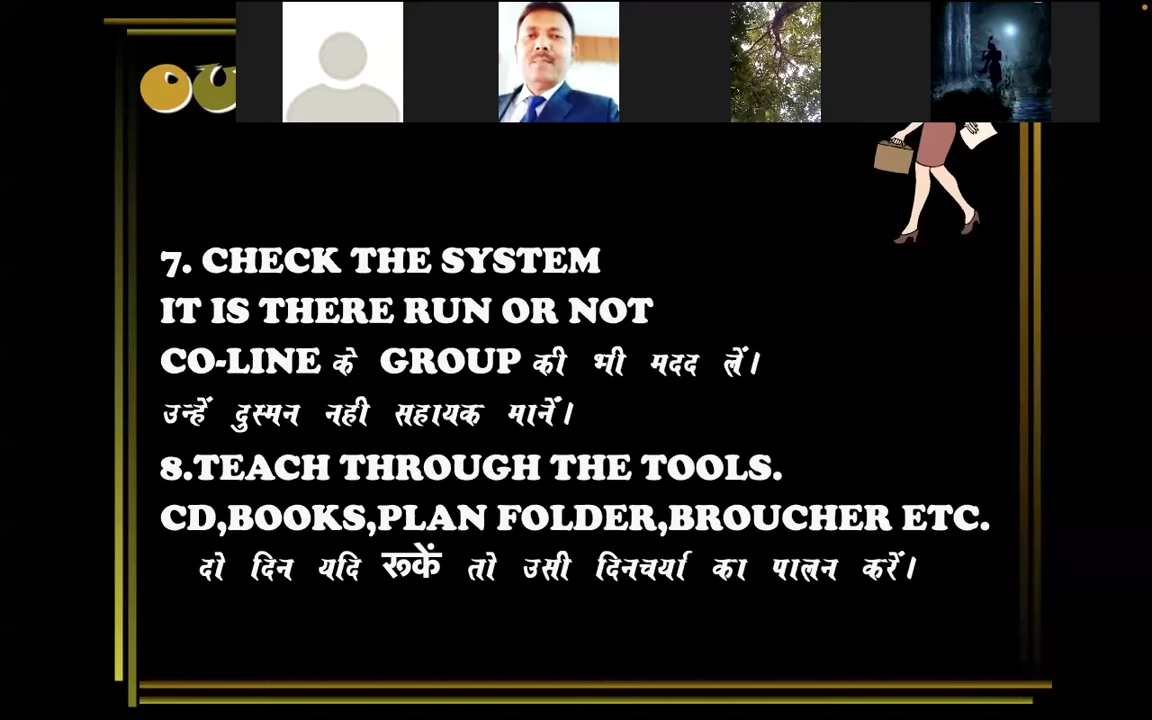 OU
7. CHECK THE SYSTEM
IT IS THERE RUN OR NOT
CO-LINE के GROUP की भी मदद लें।
उन्हें दुस्मन नही सहायक मानें।
8.TEACH THROUGH THE TOOLS.
CD,BOOKS,PLAN FOLDER,BROUCHER ETC.
दो दिन यदि रूकें तो उसी दिनचर्या का पालन करें।